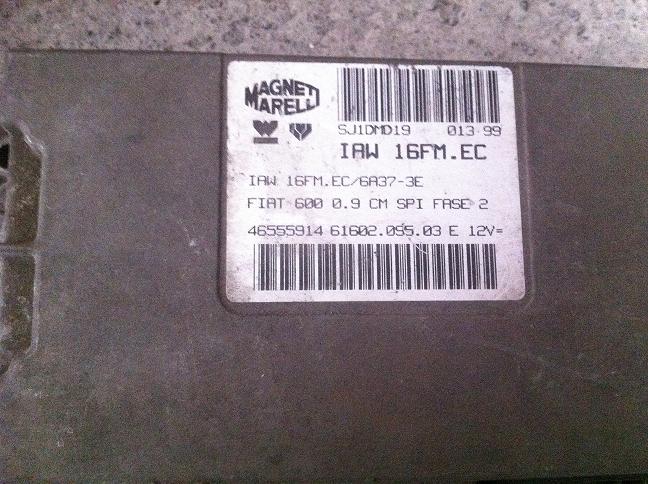 MAGNETI
MARELLI
SJ1DMD19 013 99
IAW 16FM.EC
IAW 16FM.EC/6A37-3E
FIAT 600 0.9 CM SPI FASE 2
46555914 61602.055.03 E 12V=